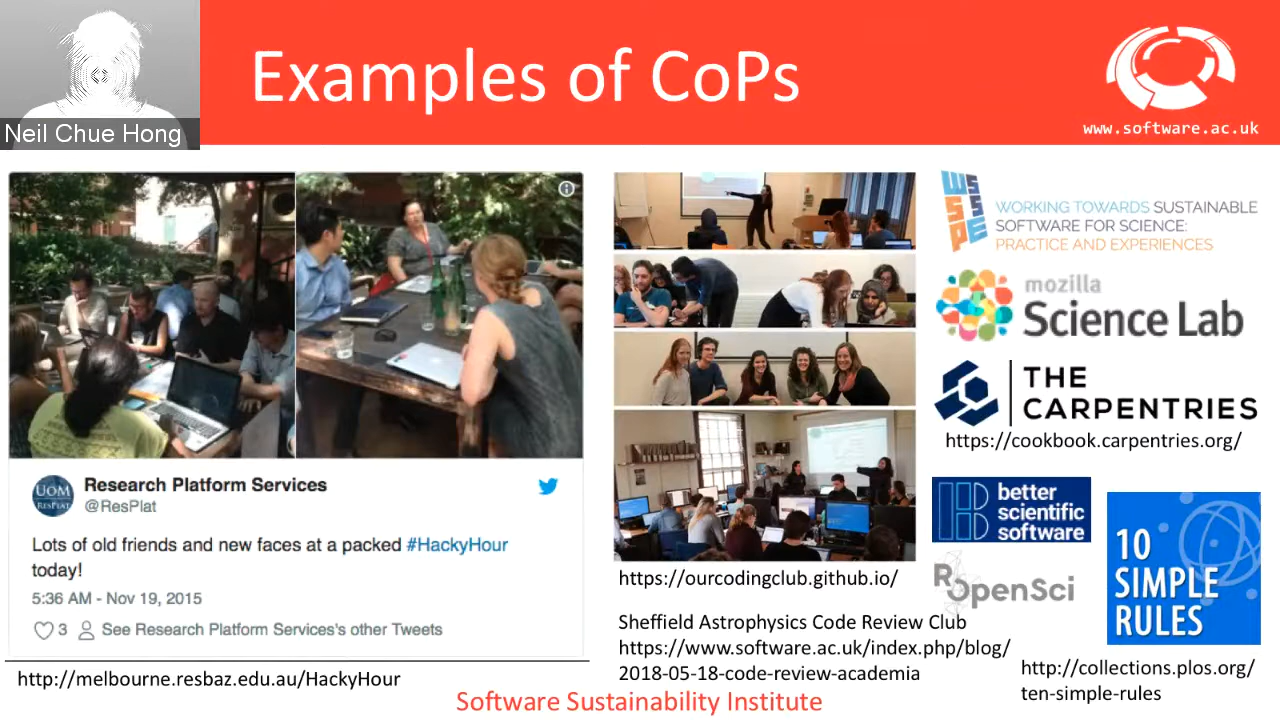 Neil Chue Hong
Examples of CoPs
www.software.ac.uk
UOM
RESPLAT
Research Platform Services
@ResPlat
Lots of old friends and new faces at a packed #HackyHour
today!
5:36 AM - Nov 19, 2015
3 See Research Platform Services's other Tweets
http://melbourne.resbaz.edu.au/HackyHour
https://ourcodingclub.github.io/
Sheffield Astrophysics Code Review Club
https://www.software.ac.uk/index.php/blog/
2018-05-18-code-review-academia
WSSSPE
WORKING TOWARDS SUSTAINABLE
SOFTWARE FOR SCIENCE:
PRACTICE AND EXPERIENCES
mozilla
Science Lab
THE
CARPENTRIES
https://cookbook.carpentries.org/
better
scientific
software
ROpenSci
10
SIMPLE
RULES
http://collections.plos.org/
ten-simple-rules
Software Sustainability Institute